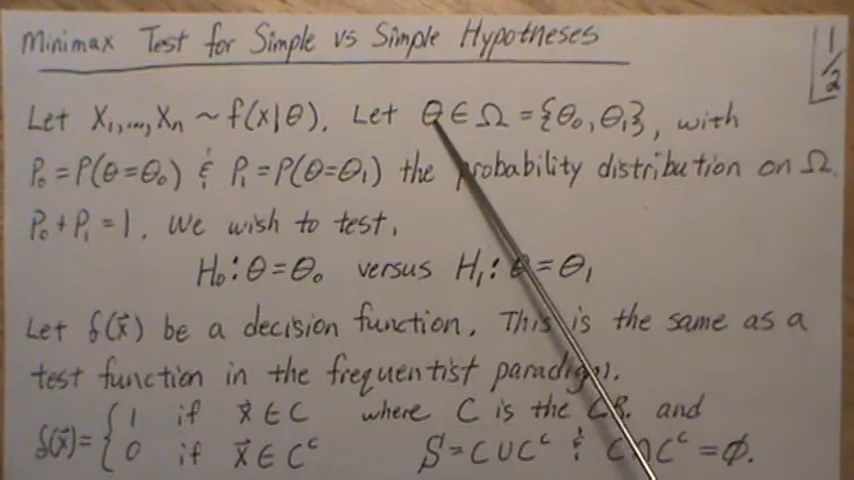 Minimax Test for Simple vs Simple Hypotheses
1/2
Let X₁,...,Xₙ ~ f(x|θ). Let θ ∈ Ω = {θ₀, θ₁}, with
P₀ = P(θ=θ₀) & P₁ = P(θ=θ₁) the probability distribution on Ω.
P₀ + P₁ = 1. We wish to test,
H₀: θ = θ₀ versus H₁: θ = θ₁
Let δ(x⃗) be a decision function. This is the same as a
test function in the frequentist paradigm.
δ(x⃗) = { 1 if x⃗ ∈ C where C is the CR. and
0 if x⃗ ∈ Cᶜ S = C ∪ Cᶜ & C ∩ Cᶜ = ∅.